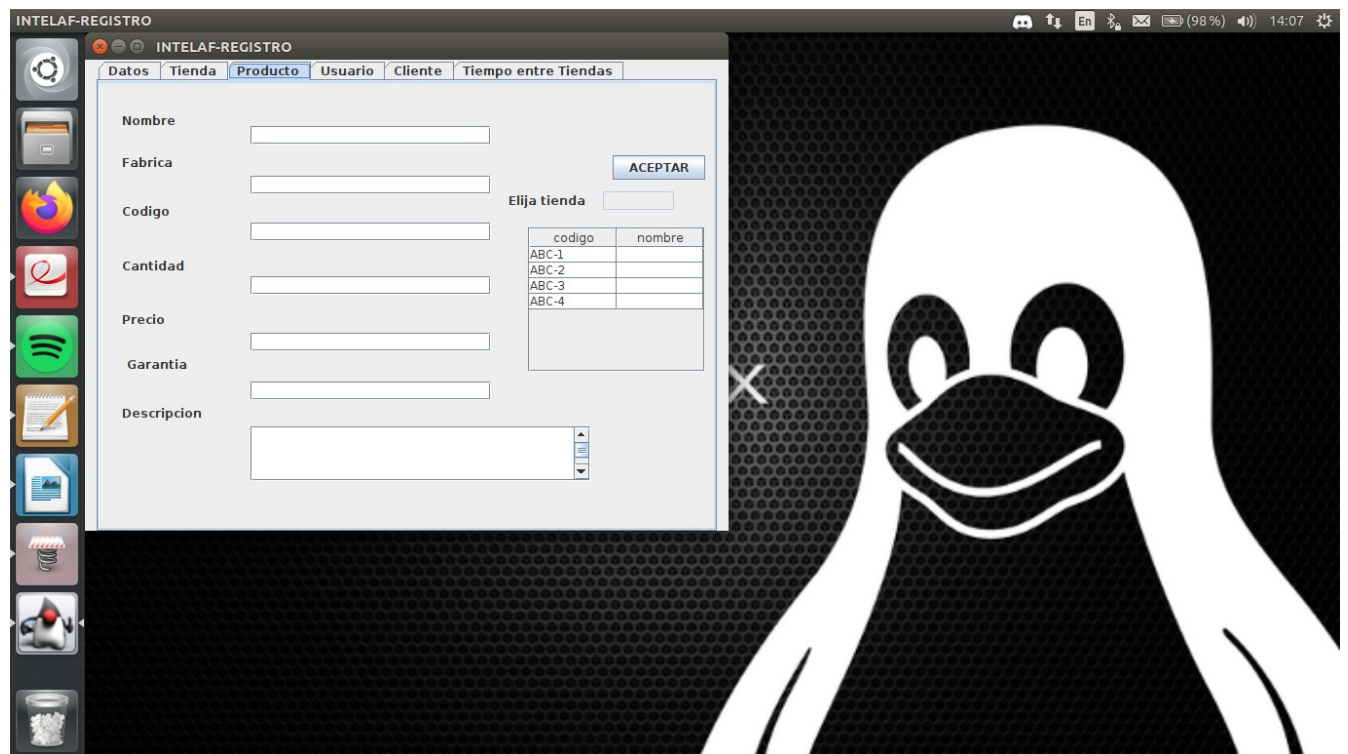 INTELAF-REGISTRO
En
(98%)
14:07
INTELAF-REGISTRO
Datos Tienda Producto Usuario Cliente Tiempo entre Tiendas
Nombre
Fabrica
ACEPTAR
Elija tienda
Codigo
codigo nombre
ABC-1
ABC-2
ABC-3
ABC-4
Cantidad
Precio
Garantia
Descripcion
X